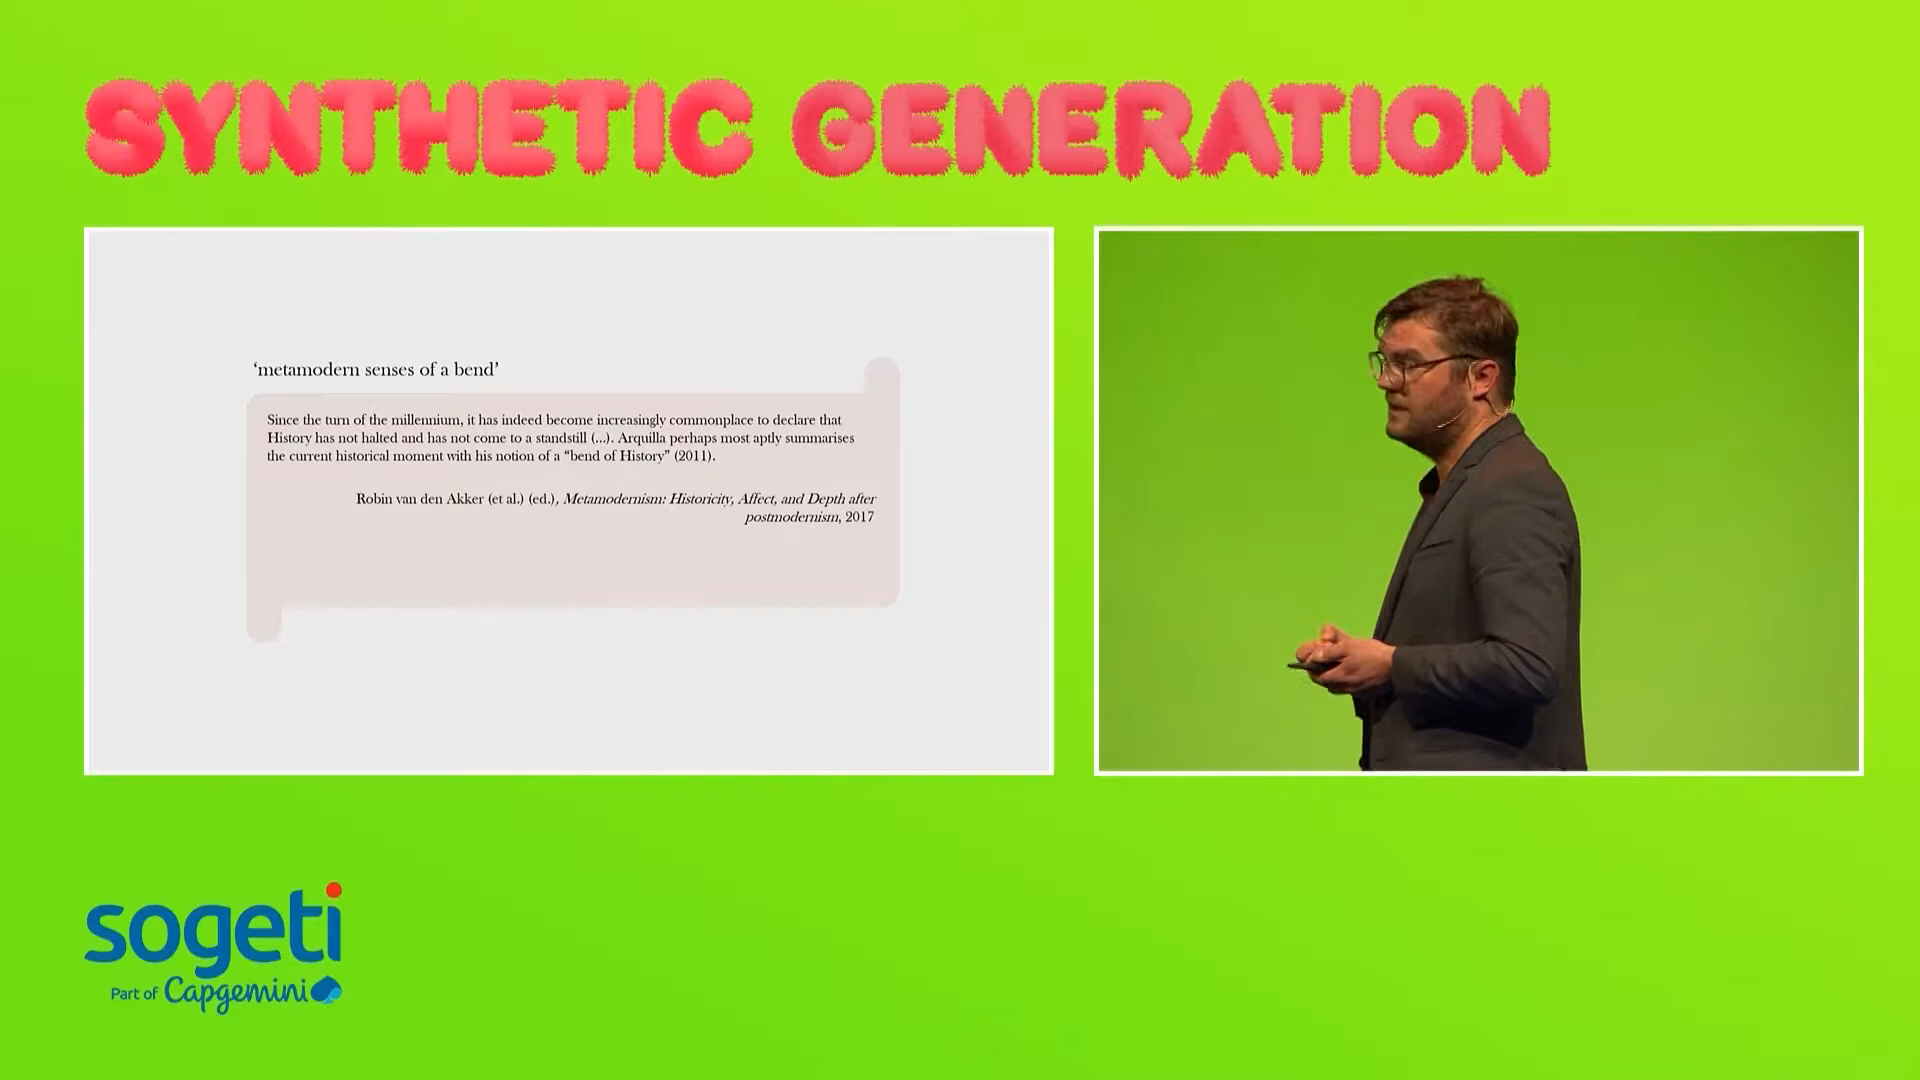 SYNTHETIC GENERATION
‘metamodern senses of a bend’
Since the turn of the millennium, it has indeed become increasingly commonplace to declare that
History has not halted and has not come to a standstill (...). Arquilla perhaps most aptly summarises
the current historical moment with his notion of a “bend of History” (2011).
Robin van den Akker (et al.) (ed.), Metamodernism: Historicity, Affect, and Depth after
postmodernism, 2017
sogeti
Part of Capgemini